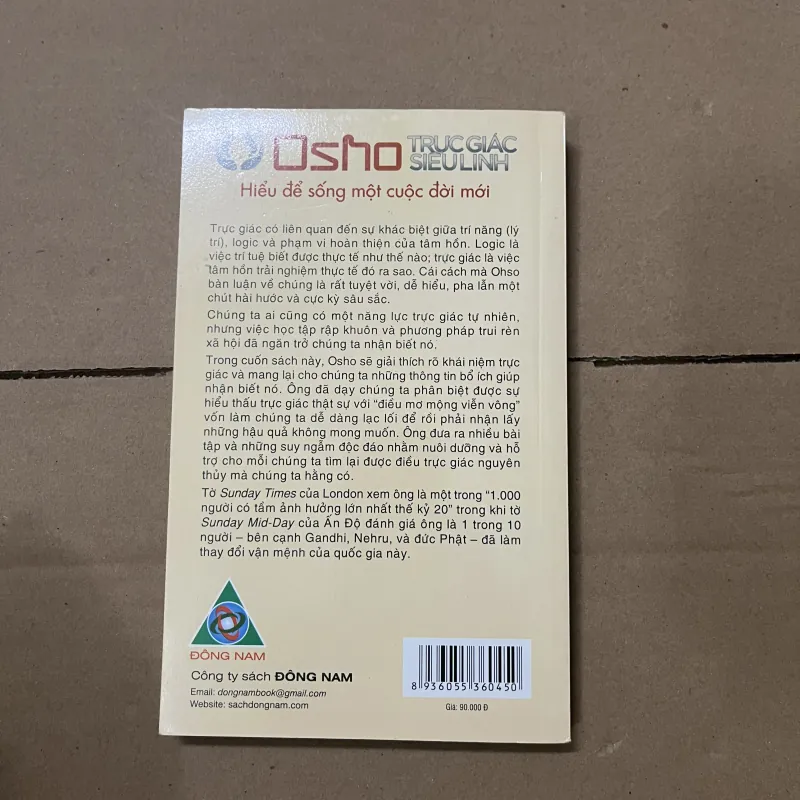 Osho TRỰC GIÁC
SIÊU LINH
Hiểu để sống một cuộc đời mới
Trực giác có liên quan đến sự khác biệt giữa trí năng (lý
trí), logic và phạm vi hoàn thiện của tâm hồn. Logic là
việc trí tuệ biết được thực tế như thế nào; trực giác là việc
tâm hồn trải nghiệm thực tế đó ra sao. Cái cách mà Ohso
bàn luận về chúng là rất tuyệt vời, dễ hiểu, pha lẫn một
chút hài hước và cực kỳ sâu sắc.
Chúng ta ai cũng có một năng lực trực giác tự nhiên,
nhưng việc học tập rập khuôn và phương pháp trui rèn
xã hội đã ngăn trở chúng ta nhận biết nó.
Trong cuốn sách này, Osho sẽ giải thích rõ khái niệm trực
giác và mang lại cho chúng ta những thông tin bổ ích giúp
nhận biết nó. Ông đã dạy chúng ta phân biệt được sự
hiểu thấu trực giác thật sự với “điều mơ mộng viễn vông”
vốn làm chúng ta dễ dàng lạc lối để rồi phải nhận lấy
những hậu quả không mong muốn. Ông đưa ra nhiều bài
tập và những suy ngẫm độc đáo nhằm nuôi dưỡng và hỗ
trợ cho mỗi chúng ta tìm lại được điều trực giác nguyên
thủy mà chúng ta hằng có.
Tờ Sunday Times của London xem ông là một trong “1.000
người có tầm ảnh hưởng lớn nhất thế kỷ 20” trong khi tờ
Sunday Mid-Day của Ấn Độ đánh giá ông là 1 trong 10
người – bên cạnh Gandhi, Nehru, và đức Phật – đã làm
thay đổi vận mệnh của quốc gia này.
ĐÔNG NAM
Công ty sách ĐÔNG NAM
Email: dongnambook@gmail.com
Website: sachdongnam.com
8 936055 360450
Giá: 90.000 Đ